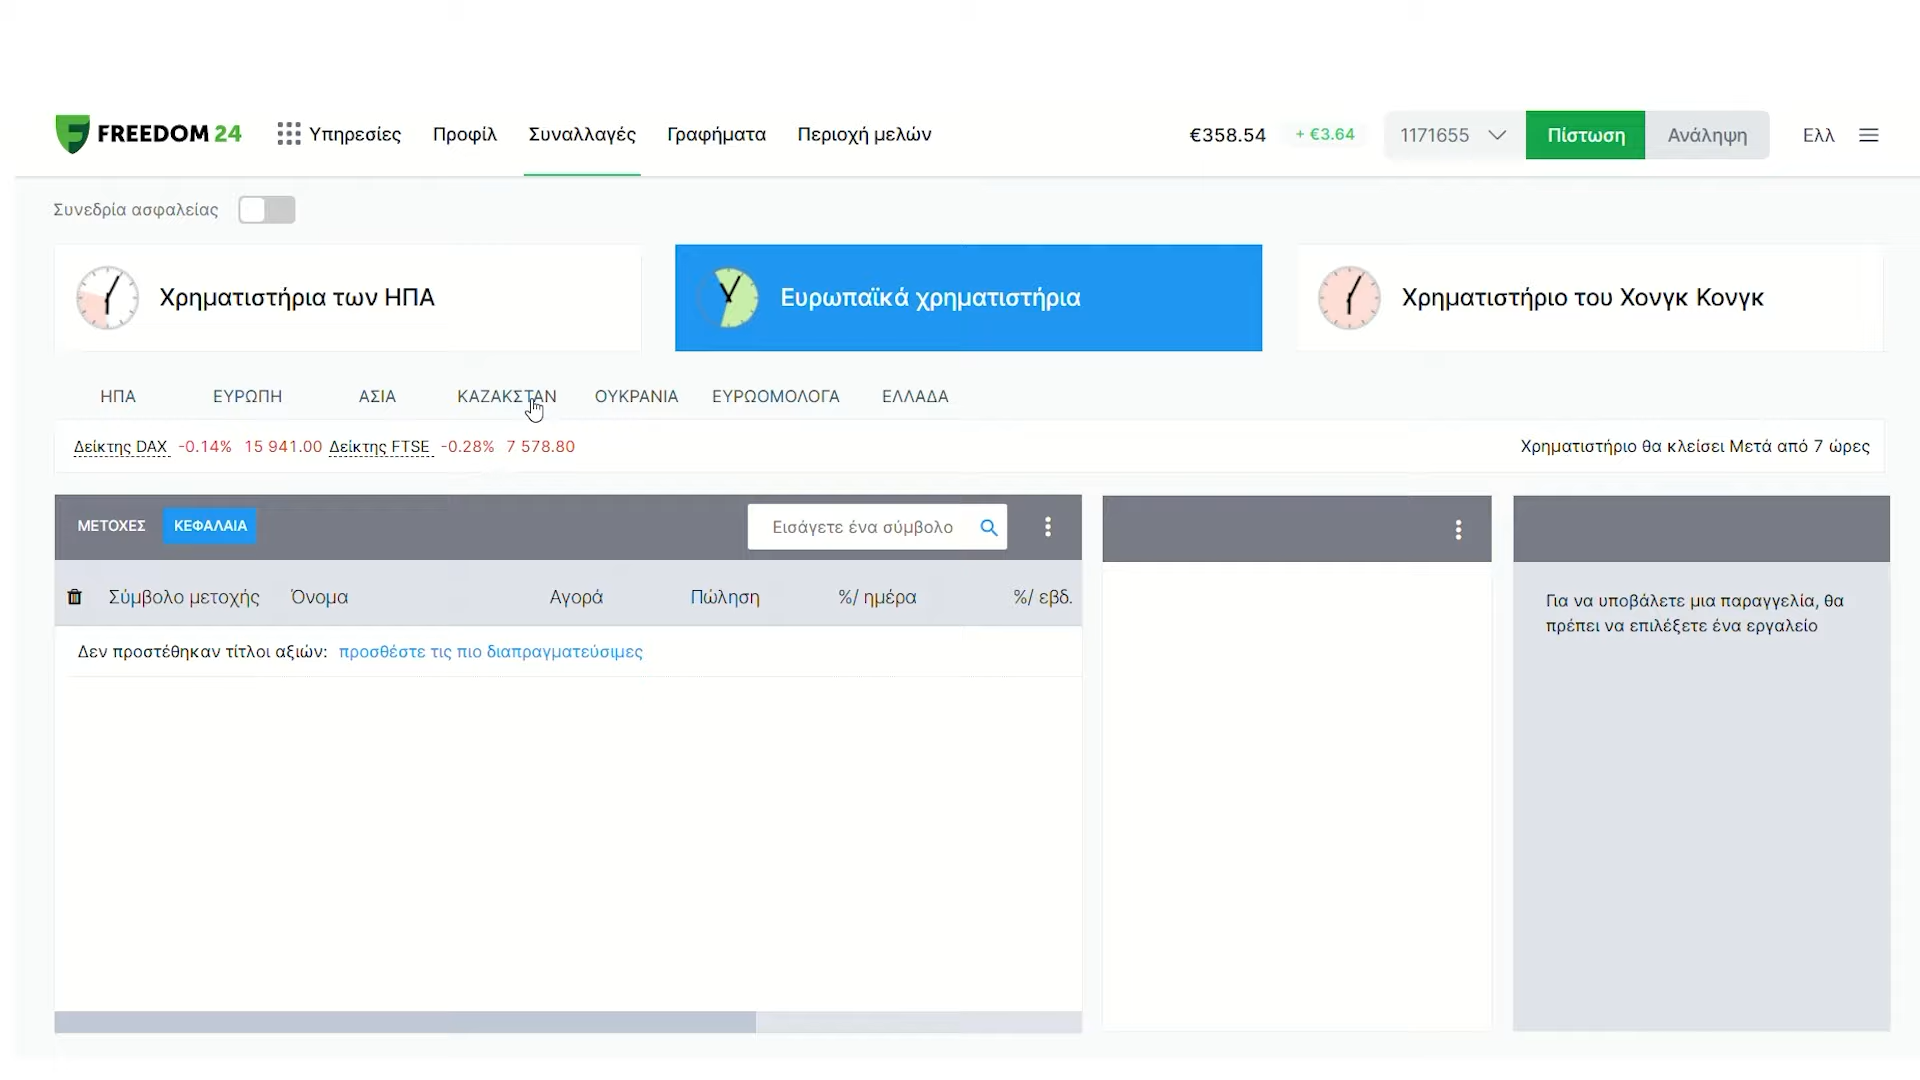 FREEDOM 24 Υπηρεσίες Προφίλ Συναλλαγές Γραφήματα Περιοχή μελών €358.54 + €3.64 1171655 Πίστωση Ανάληψη Ελλ
Συνεδρία ασφαλείας
Χρηματιστήρια των ΗΠΑ Ευρωπαϊκά χρηματιστήρια Χρηματιστήριο του Χονγκ Κονγκ
ΗΠΑ ΕΥΡΩΠΗ ΑΣΙΑ ΚΑΖΑΚΣΤΑΝ ΟΥΚΡΑΝΙΑ ΕΥΡΩΟΜΟΛΟΓΑ ΕΛΛΑΔΑ
Δείκτης DAX -0.14% 15 941.00 Δείκτης FTSE -0.28% 7 578.80 Χρηματιστήριο θα κλείσει Μετά από 7 ώρες
ΜΕΤΟΧΕΣ ΚΕΦΑΛΑΙΑ Εισάγετε ένα σύμβολο
Σύμβολο μετοχής Όνομα Αγορά Πώληση %/ ημέρα %/ εβδ.
Για να υποβάλετε μια παραγγελία, θα
πρέπει να επιλέξετε ένα εργαλείο
Δεν προστέθηκαν τίτλοι αξιών: προσθέστε τις πιο διαπραγματεύσιμες